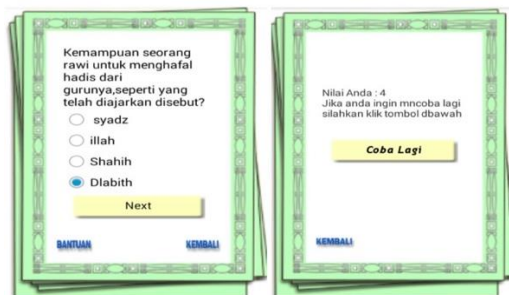 Kemampuan seorang
rawi untuk menghafal
hadis dari
gurunya,seperti yang
telah diajarkan disebut?
syadz
illah
Shahih
Dlabith
Next
BANTUAN
KEMBALI
Nilai Anda : 4
Jika anda ingin mncoba lagi
silahkan klik tombol dbawah
Coba Lagi
KEMBALI